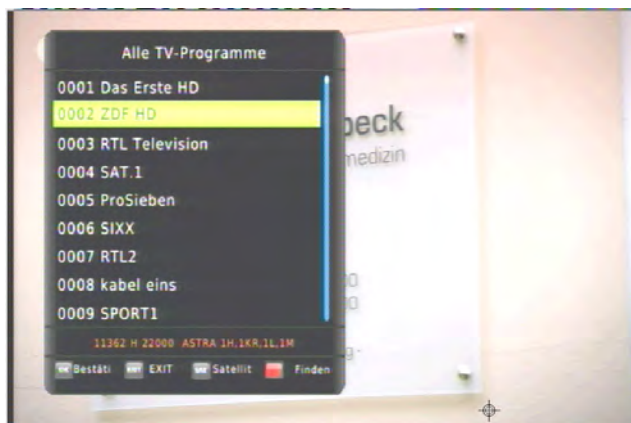 Alle TV-Programme
0001 Das Erste HD
0002 ZDF HD
0003 RTL Television
0004 SAT.1
0005 ProSieben
0006 SIXX
0007 RTL2
0008 kabel eins
0009 SPORT1
11362 H 22000 ASTRA 1H,1KR,1L,1M
Bestäti EXIT Satellit Finden
beck
medizin